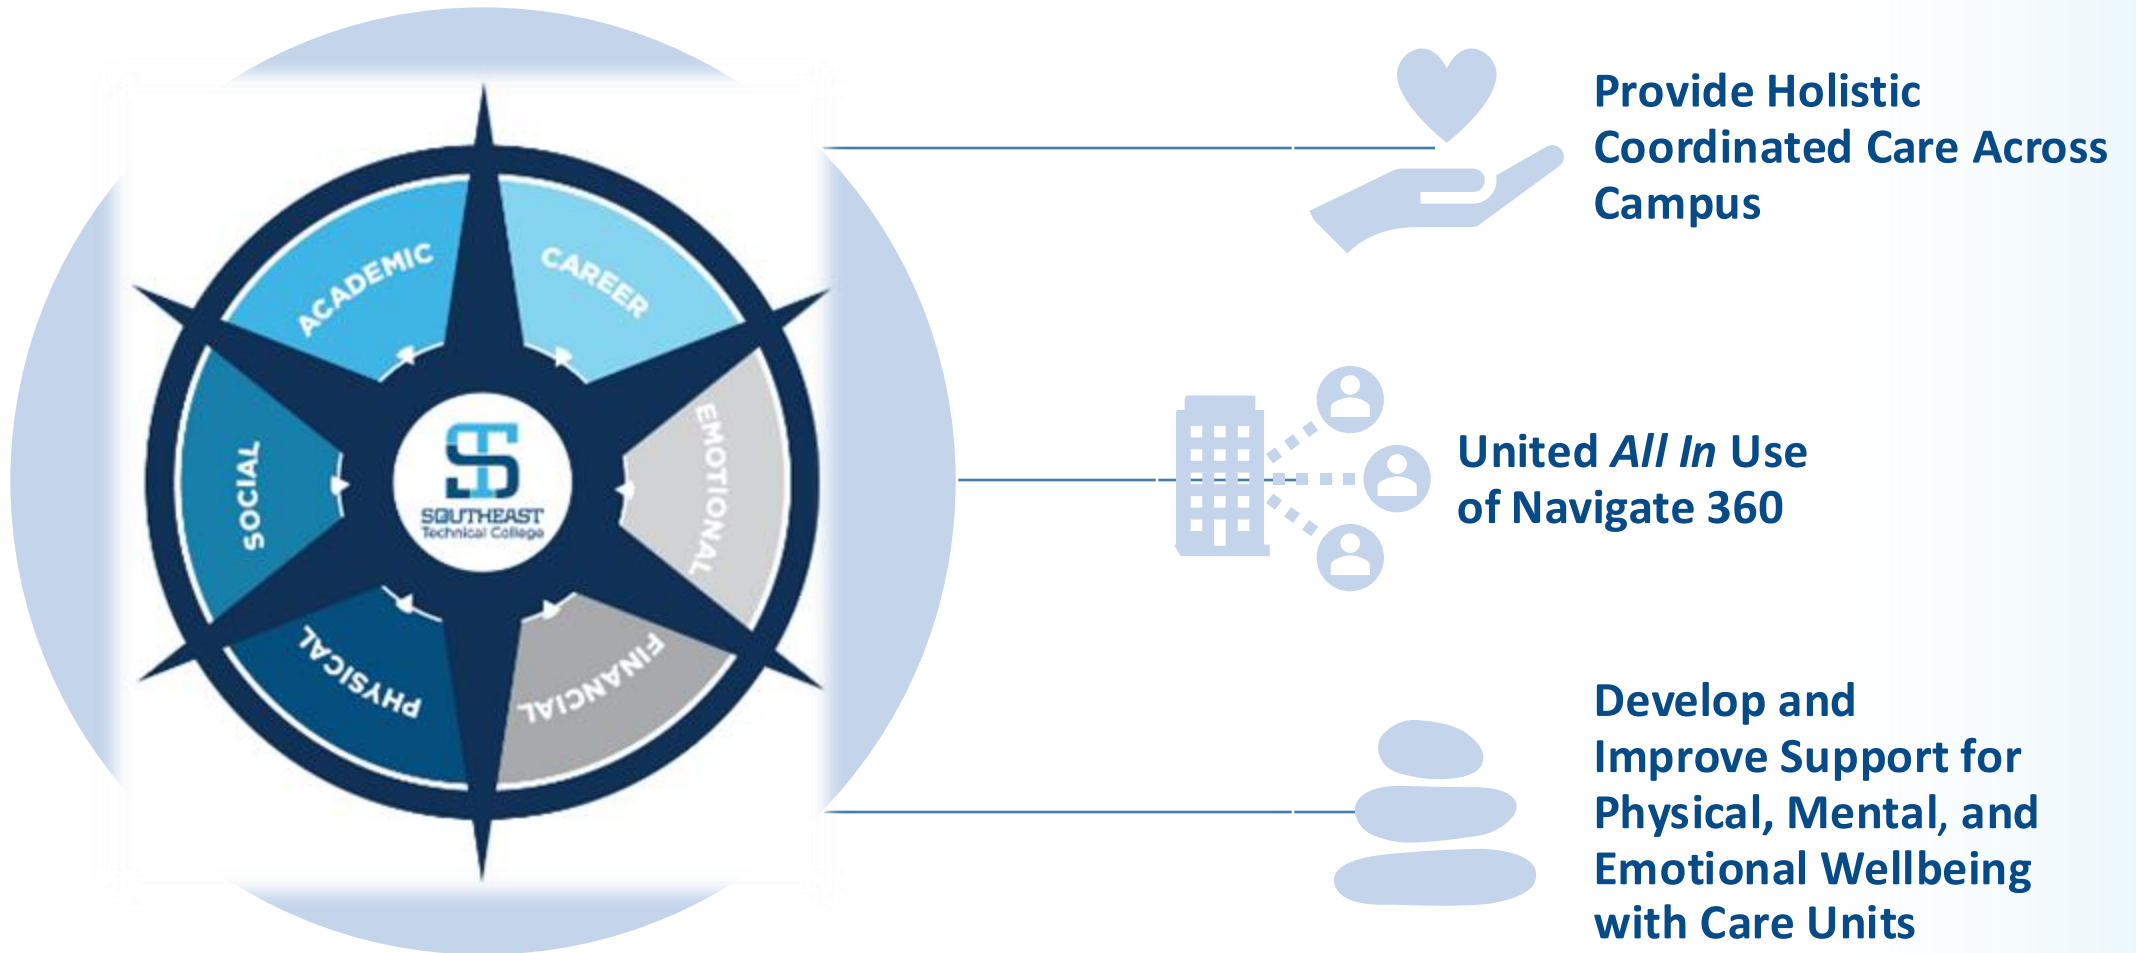 ACADEMIC
CAREER
EMOTIONAL
FINANCIAL
PHYSICAL
SOCIAL
ST
SOUTHEAST
Technical College
Provide Holistic
Coordinated Care Across
Campus
United All In Use
of Navigate 360
Develop and
Improve Support for
Physical, Mental, and
Emotional Wellbeing
with Care Units